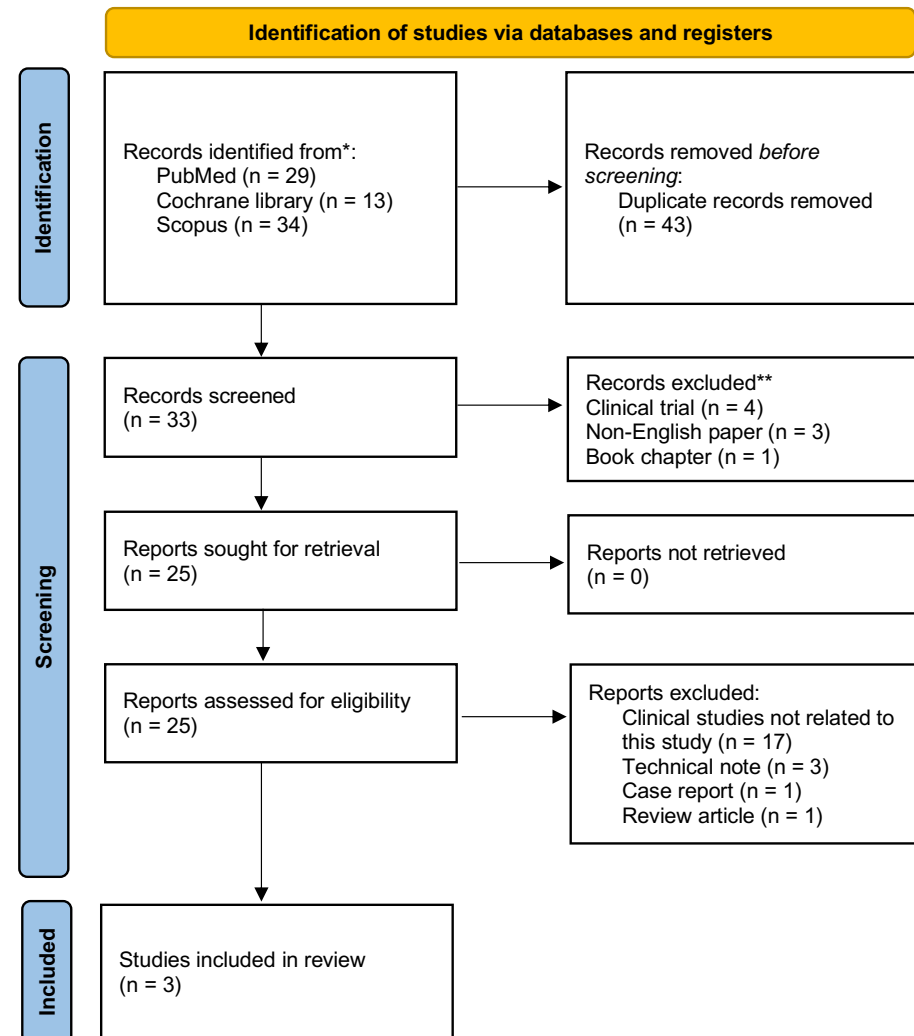 Identification of studies via databases and registers
Identification
Records identified from*:
PubMed (n = 29)
Cochrane library (n = 13)
Scopus (n = 34)
Records removed before
screening:
Duplicate records removed
(n = 43)
Screening
Records screened
(n = 33)
Records excluded**
Clinical trial (n = 4)
Non-English paper (n = 3)
Book chapter (n = 1)
Reports sought for retrieval
(n = 25)
Reports not retrieved
(n = 0)
Reports assessed for eligibility
(n = 25)
Reports excluded:
Clinical studies not related to
this study (n = 17)
Technical note (n = 3)
Case report (n = 1)
Review article (n = 1)
Included
Studies included in review
(n = 3)